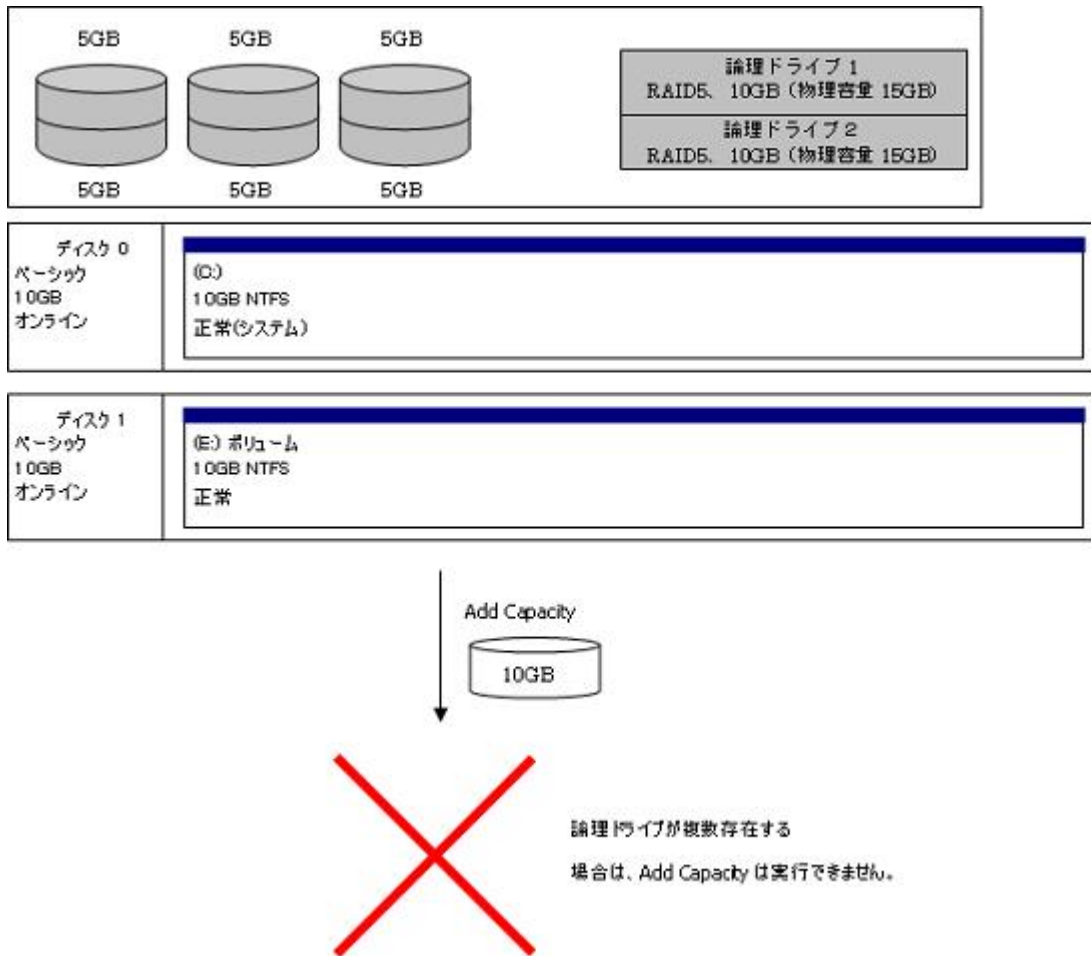 5GB 5GB 5GB
論理ドライブ 1
RAID5、 10GB (物理容量 15GB)
論理ドライブ 2
RAID5、 10GB (物理容量 15GB)
5GB 5GB 5GB
ディスク 0
ベーシック
10GB
オンライン
(C:)
10GB NTFS
正常(システム)
ディスク 1
ベーシック
10GB
オンライン
(E:) ボリューム
10GB NTFS
正常
Add Capacity
10GB
論理ドライブが複数存在する
場合は、Add Capacity は実行できません。